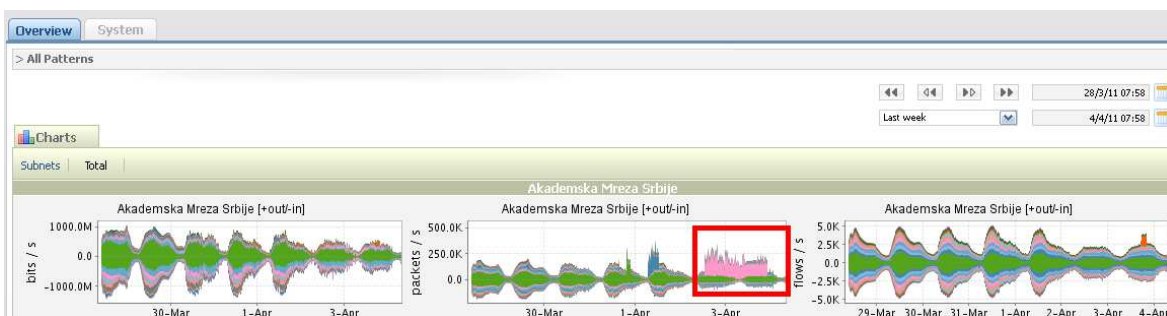 Overview System
> All Patterns
28/3/11 07:58
Last week 4/4/11 07:58
Charts
Subnets Total
Akademska Mreza Srbije
Akademska Mreza Srbije [+out/-in] Akademska Mreza Srbije [+out/-in] Akademska Mreza Srbije [+out/-in]
bits / s 1000.0M 0.0 -1000.0M
packets / s 500.0K 250.0K 0.0
flows / s 5.0K 2.5K 0.0 -2.5K -5.0K
30-Mar 1-Apr 3-Apr 30-Mar 1-Apr 3-Apr 29-Mar 30-Mar 31-Mar 1-Apr 2-Apr 3-Apr 4-Apr